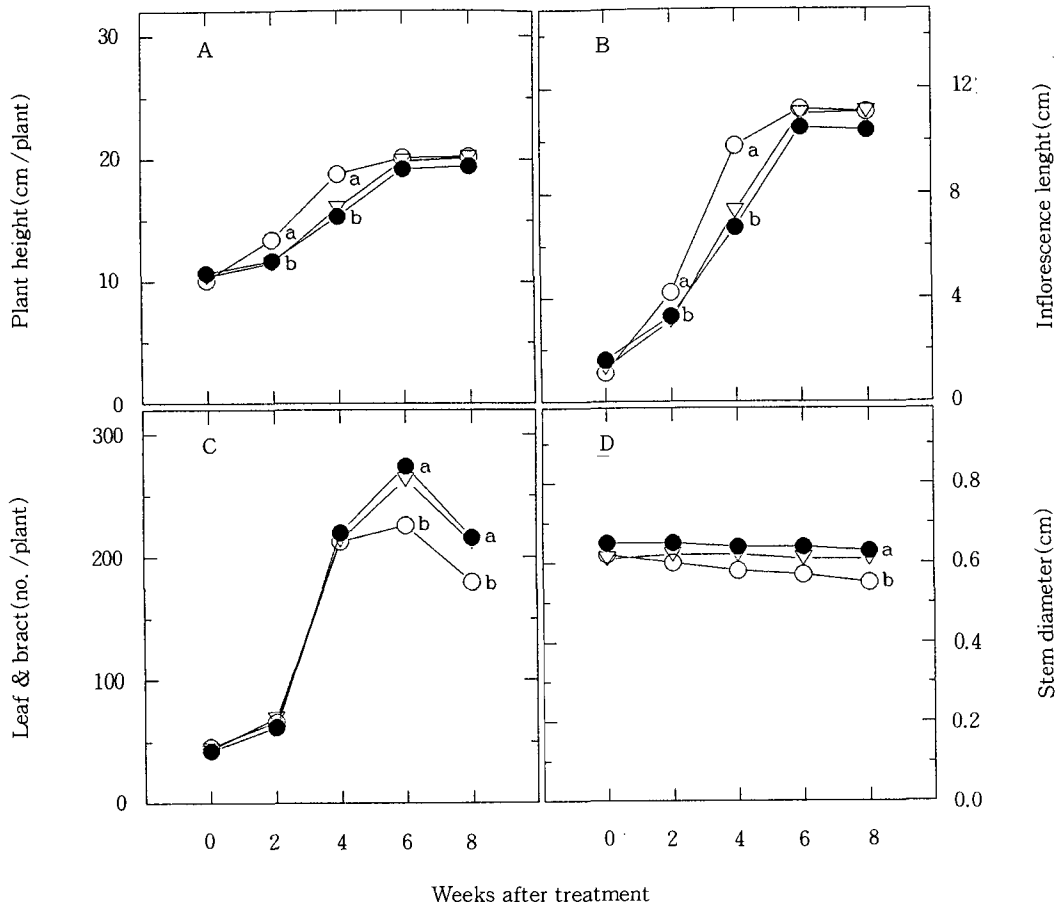 30
20
10
0
Plant height(cm/plant)
A
a
a
b
b
B
a
a
b
b
12
8
4
0
Inflorescence lenght(cm)
300
200
100
0
Leaf & bract(no./plant)
C
a
b
a
b
D
a
b
0.8
0.6
0.4
0.2
0.0
Stem diameter(cm)
0 2 4 6 8
0 2 4 6 8
Weeks after treatment